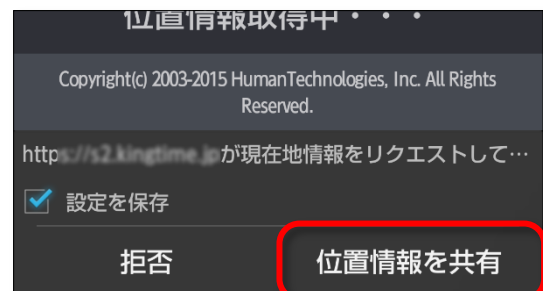 位置情報取得中・・・
Copyright(c) 2003-2015 HumanTechnologies, Inc. All Rights
Reserved.
http が現在地情報をリクエストして…
設定を保存
拒否 位置情報を共有